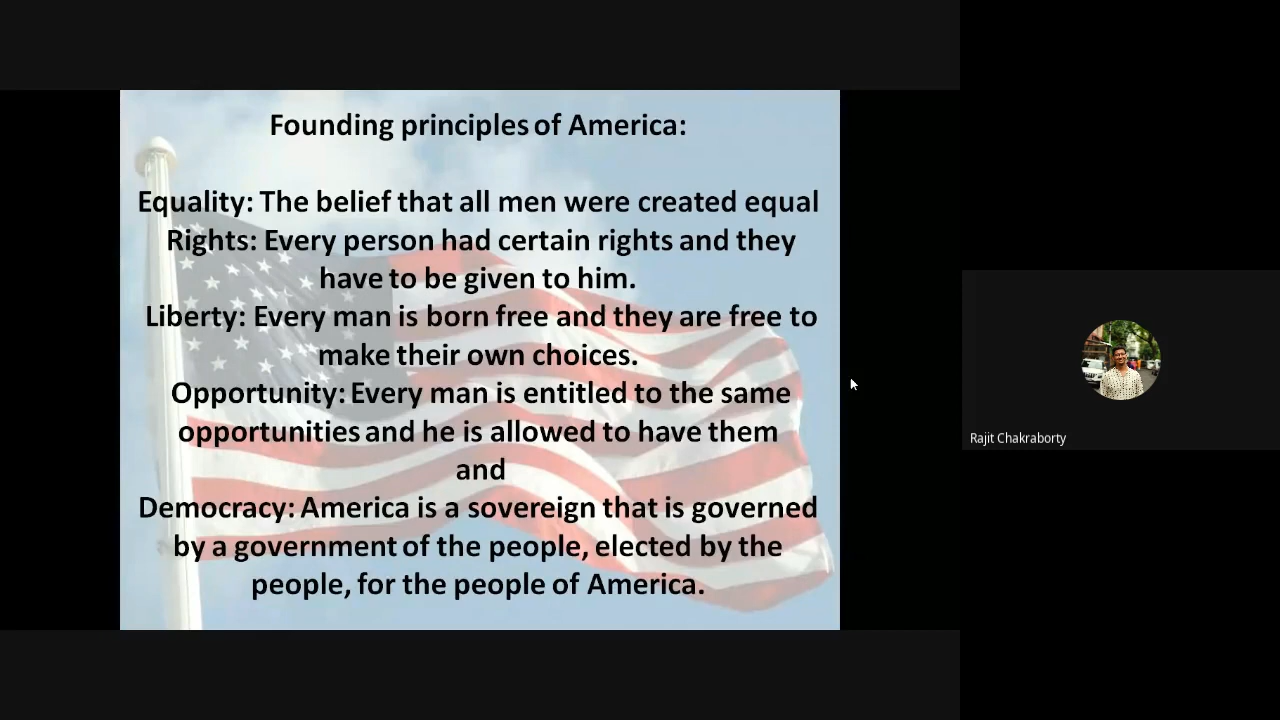 Founding principles of America:
Equality: The belief that all men were created equal
Rights: Every person had certain rights and they
have to be given to him.
Liberty: Every man is born free and they are free to
make their own choices.
Opportunity: Every man is entitled to the same
opportunities and he is allowed to have them
and
Democracy: America is a sovereign that is governed
by a government of the people, elected by the
people, for the people of America.
Rajit Chakraborty